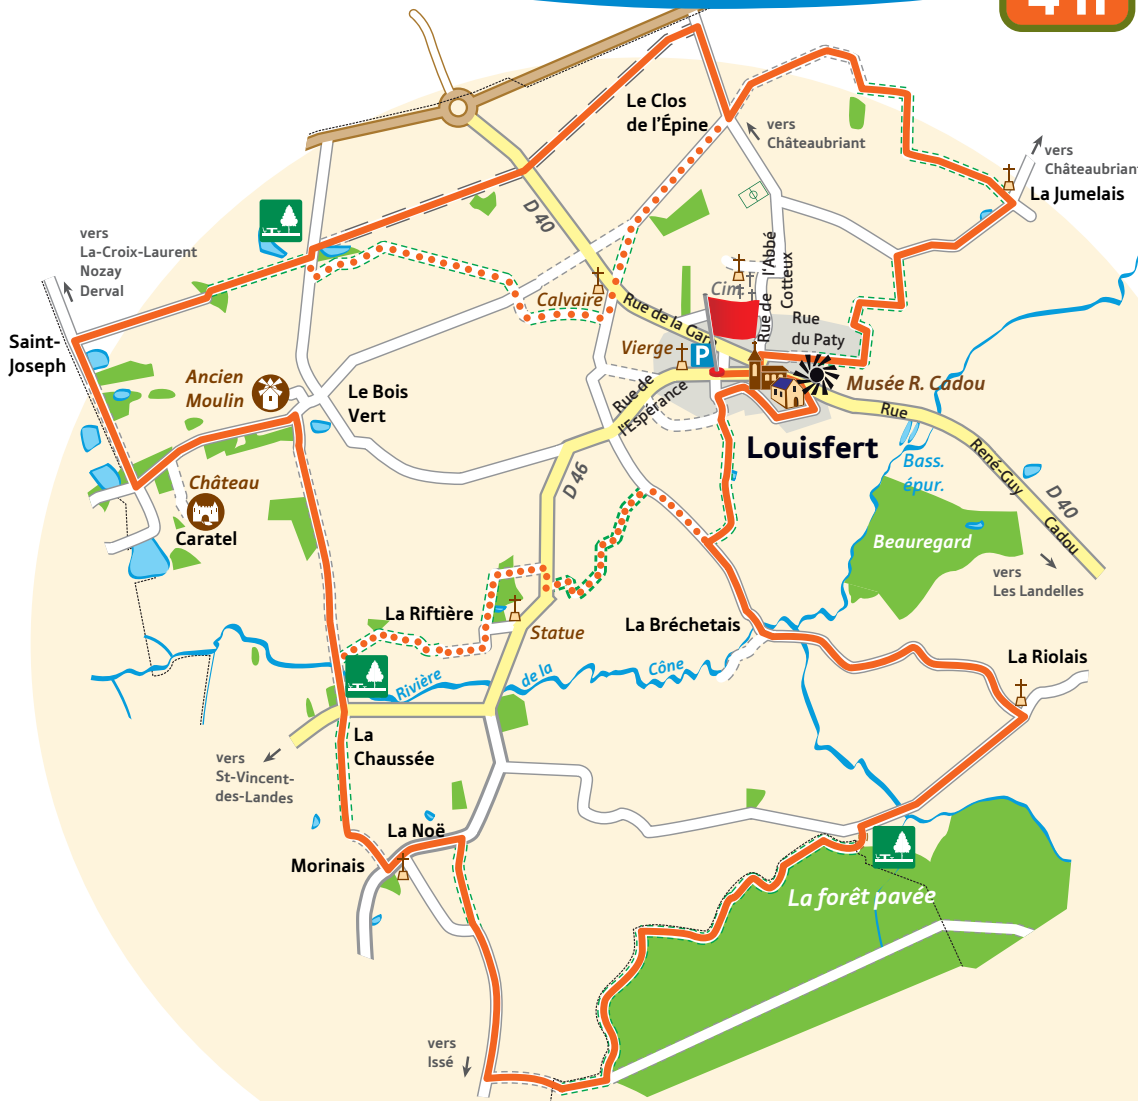 4 h
Le Clos
de l'Épine
vers
Châteaubriant
vers
Châteaubriant
La Jumelais
D 40
vers
La-Croix-Laurent
Nozay
Derval
Calvaire
Cim.
Rue de
l'Abbé
Cotteux
Rue de la Gar
Rue
du Paty
Saint-
Joseph
Vierge
P
Ancien
Moulin
Le Bois
Vert
Rue de
l'Espérance
Musée R. Cadou
Louisfert
Rue
René-Guy
Cadou
D 40
Bass.
épur.
D 46
Château
Caratel
Beauregard
vers
Les Landelles
La Riftière
Statue
La Bréchetais
La Riolais
Rivière
de la
Cône
La
Chaussée
vers
St-Vincent-
des-Landes
La Noë
Morinais
La forêt pavée
vers
Issé